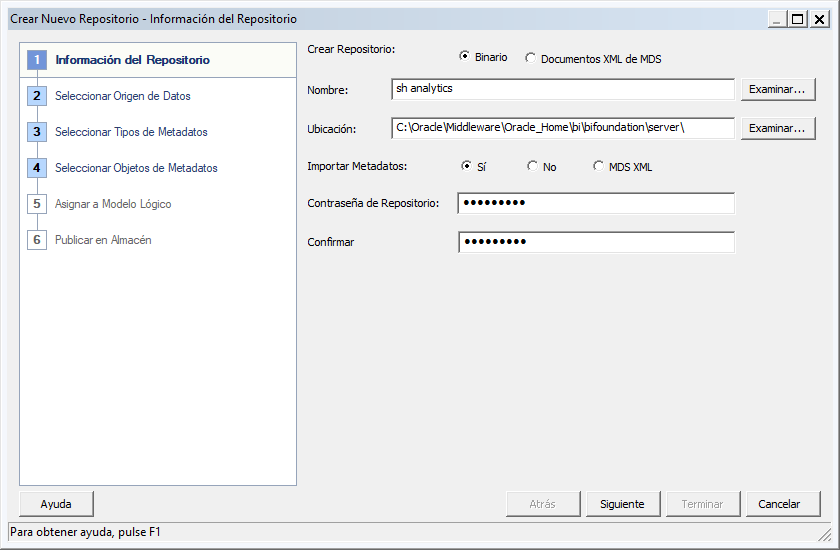 Crear Nuevo Repositorio - Información del Repositorio
1 Información del Repositorio
2 Seleccionar Origen de Datos
3 Seleccionar Tipos de Metadatos
4 Seleccionar Objetos de Metadatos
5 Asignar a Modelo Lógico
6 Publicar en Almacén
Crear Repositorio: Binario Documentos XML de MDS
Nombre: sh analytics Examinar...
Ubicación: C:\Oracle\Middleware\Oracle_Home\bi\bifoundation\server\ Examinar...
Importar Metadatos: Sí No MDS XML
Contraseña de Repositorio: •••••••••
Confirmar •••••••••
Ayuda Atrás Siguiente Terminar Cancelar
Para obtener ayuda, pulse F1